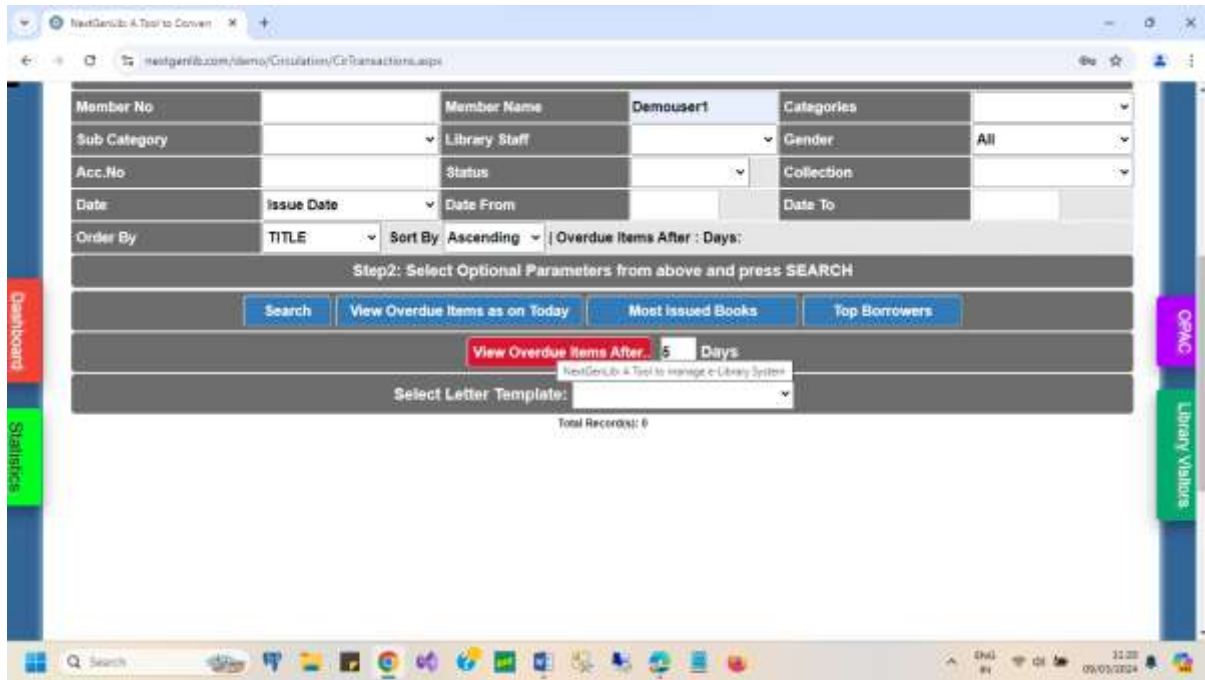 NextGenLib: A Tool to Conver
nextgenlib.com/demo/Circulation/CirTransactions.aspx
Member No Member Name Demouser1 Categories
Sub Category Library Staff Gender All
Acc.No Status Collection
Date Issue Date Date From Date To
Order By TITLE Sort By Ascending | Overdue Items After : Days:
Step2: Select Optional Parameters from above and press SEARCH
Search View Overdue Items as on Today Most Issued Books Top Borrowers
View Overdue Items After.. 5 Days
NextGenLib: A Tool to manage e-Library System
Select Letter Template:
Total Record(s): 0
Dashboard
Statistics
OPAC
Library Visitors
Search
ENG
IN
09/03/2024